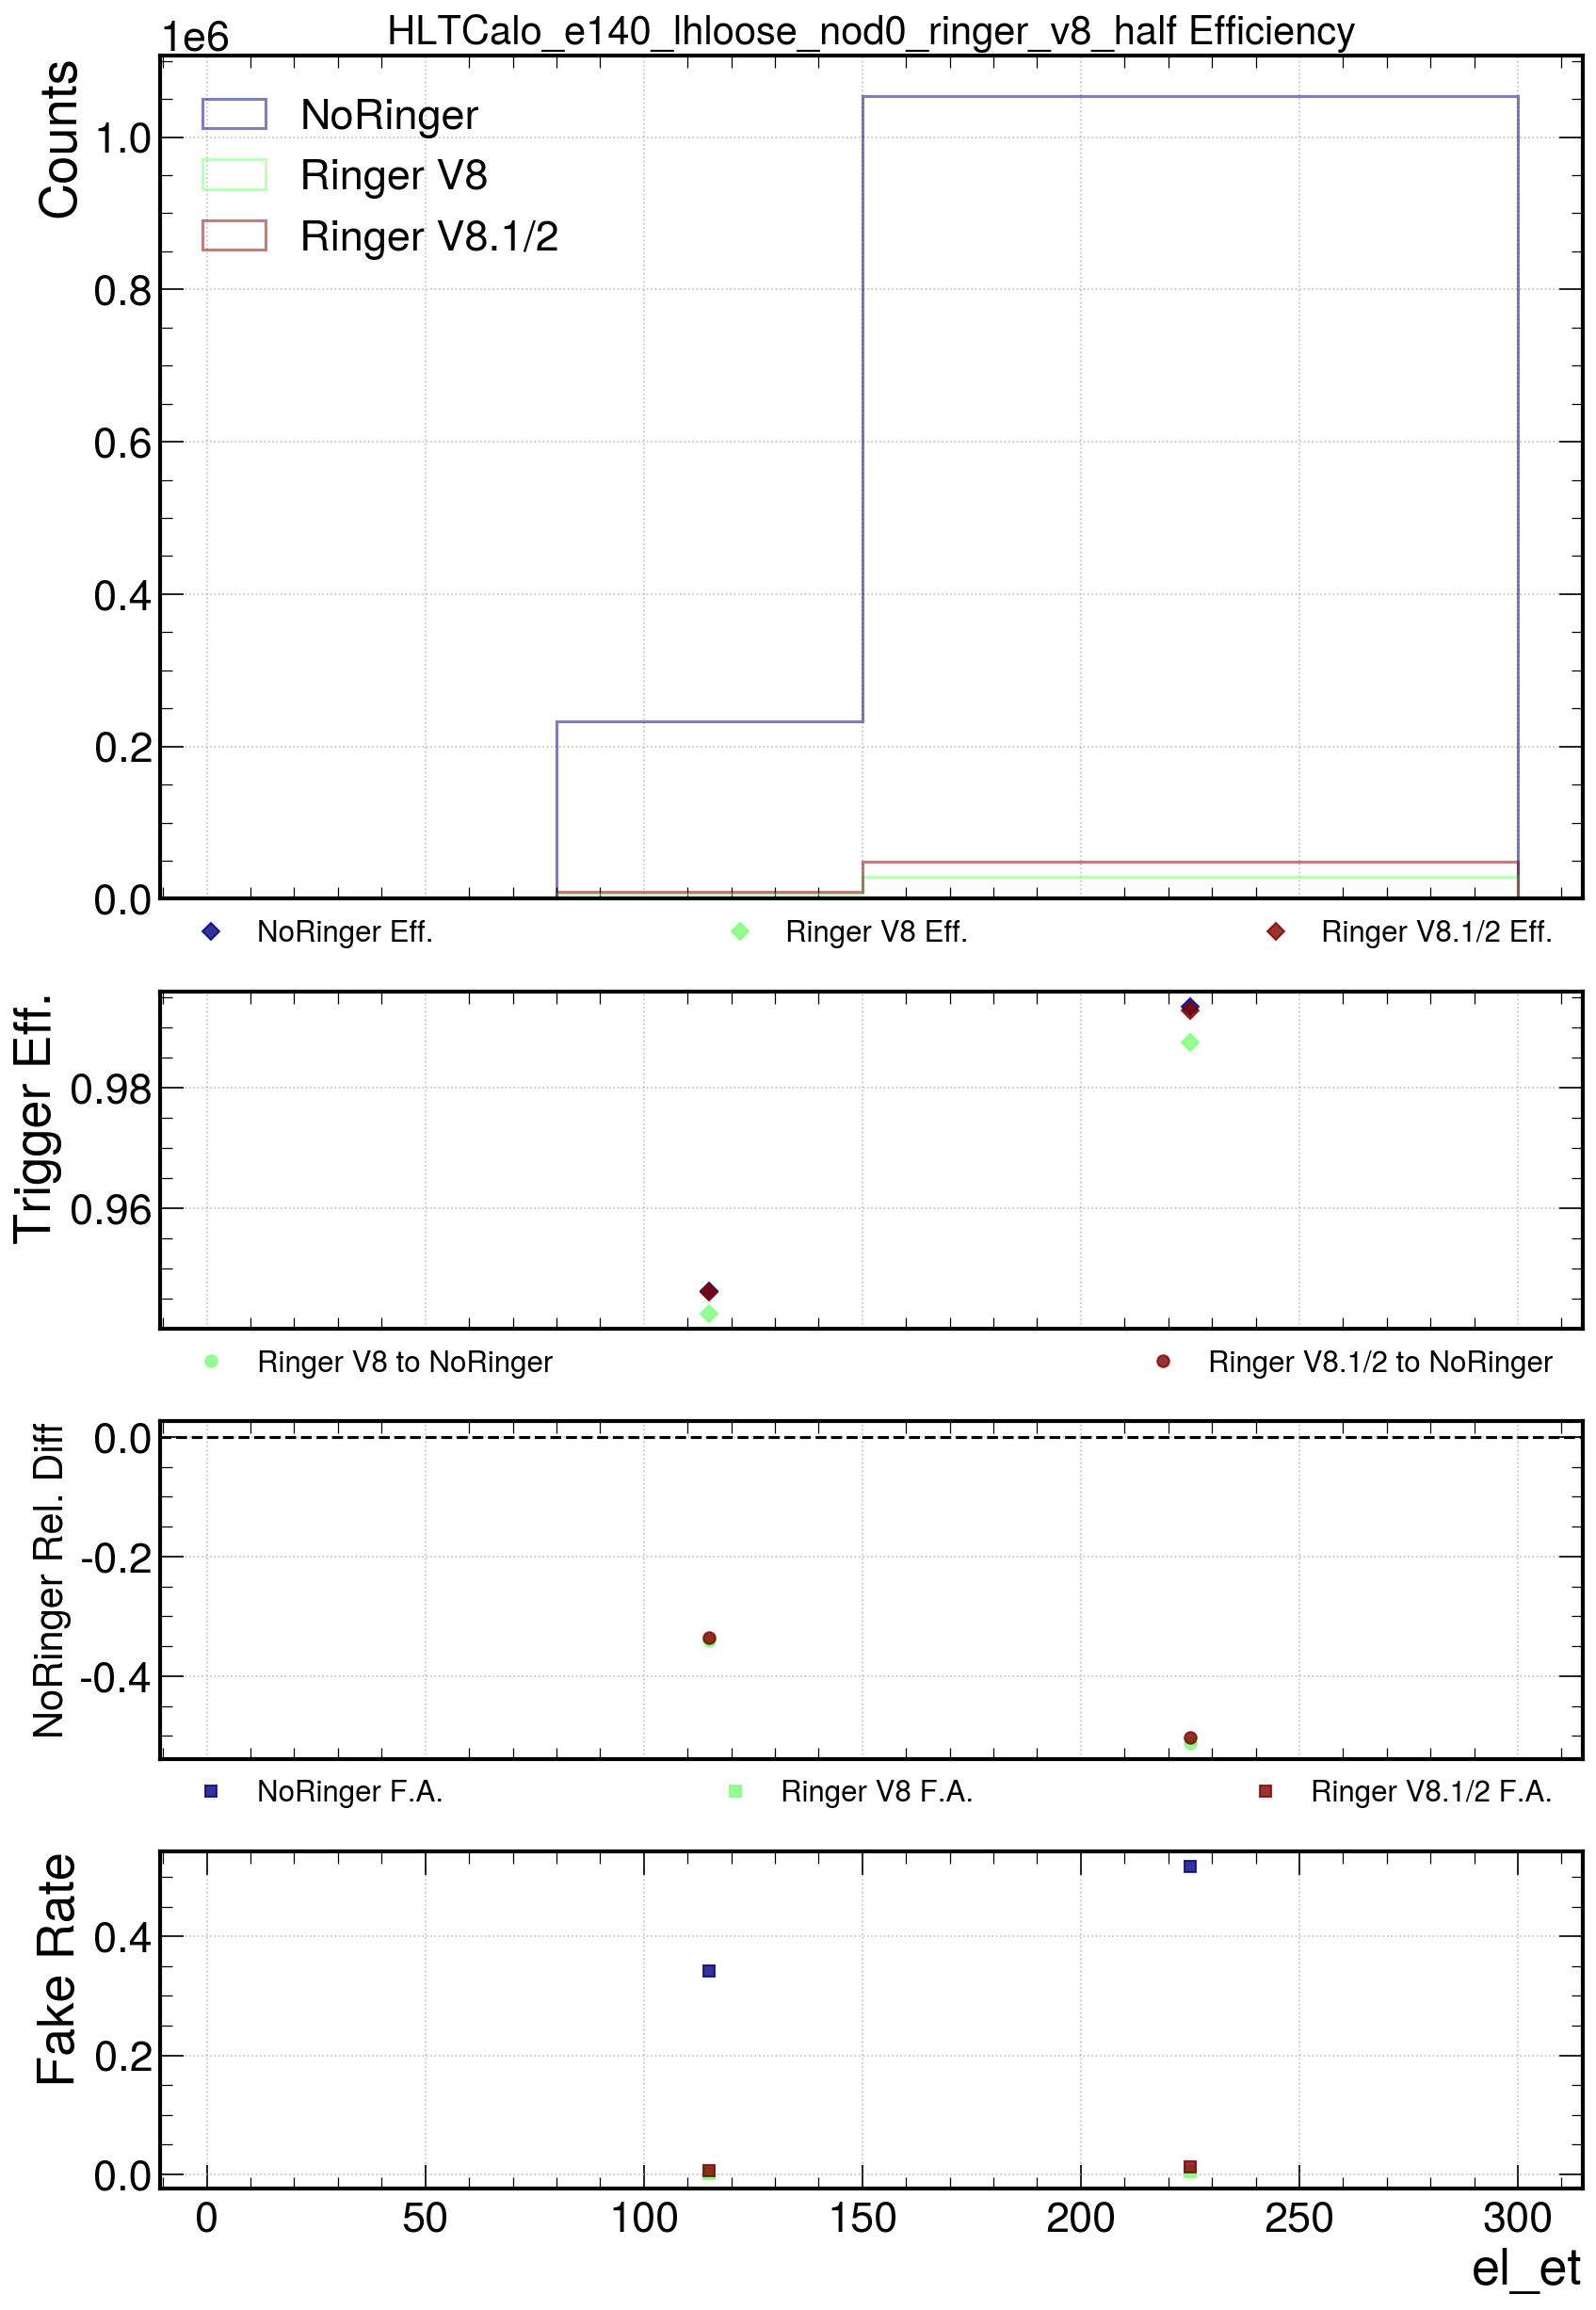 HLTCalo_e140_lhloose_nod0_ringer_v8_half Efficiency
1e6
Counts
NoRinger
Ringer V8
Ringer V8.1/2
1.0
0.8
0.6
0.4
0.2
0.0
NoRinger Eff.
Ringer V8 Eff.
Ringer V8.1/2 Eff.
Trigger Eff.
0.98
0.96
Ringer V8 to NoRinger
Ringer V8.1/2 to NoRinger
NoRinger Rel. Diff
0.0
-0.2
-0.4
NoRinger F.A.
Ringer V8 F.A.
Ringer V8.1/2 F.A.
Fake Rate
0.4
0.2
0.0
0 50 100 150 200 250 300
el_et